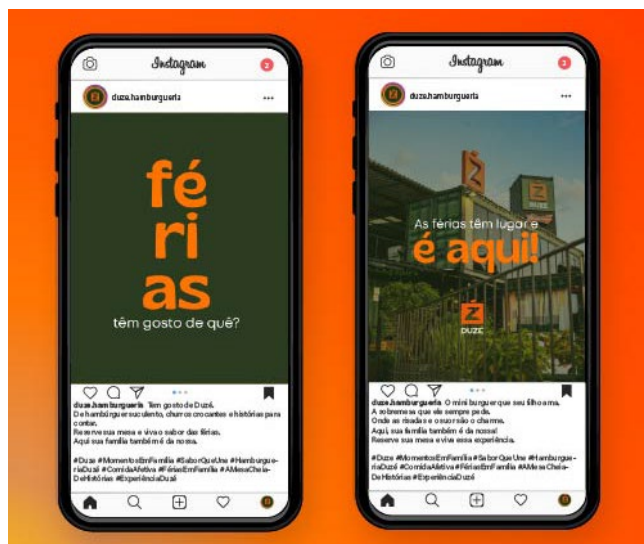 Instagram
2
duze.hamburgueria
fé
ri
as
têm gosto de quê?
duze.hamburgueria Tem gosto de Duzé.
De hambúrguer suculento, churros crocantes e histórias para
contar.
Reserve sua mesa e viva o sabor das férias.
Aqui sua família também é da nossa.
#Duze #MomentosEmFamília #SaborQueUne #Hamburgue-
riaDuzé #ComidaAfetiva #FériasEmFamília #AMesaCheia-
DeHistórias #ExperiênciaDuzé
Instagram
2
duze.hamburgueria
DUZÉ
As férias têm lugar e
é aqui!
DUZÉ
duze.hamburgueria O mini burguer que seu filho ama.
A sobremesa que ele sempre pede.
Onde as risadas e o suor são o charme.
Aqui, sua família também é da nossa!
Reserve sua mesa e viva essa experiência.
#Duze #MomentosEmFamília #SaborQueUne #Hamburgue-
riaDuzé #ComidaAfetiva #FériasEmFamília #AMesaCheia-
DeHistórias #ExperiênciaDuzé